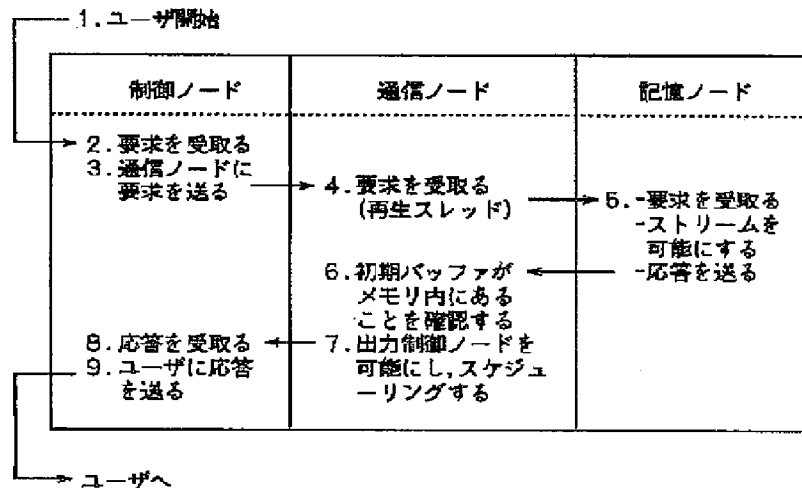 1.ユーザ開始
制御ノード
通信ノード
記憶ノード
2.要求を受取る
3.通信ノードに
要求を送る
4.要求を受取る
(再生スレッド)
5.-要求を受取る
-ストリームを
可能にする
-応答を送る
6.初期バッファが
メモリ内にある
ことを確認する
7.出力制御ノードを
可能にし,スケジュ
ーリングする
8.応答を受取る
9.ユーザに応答
を送る
ユーザへ